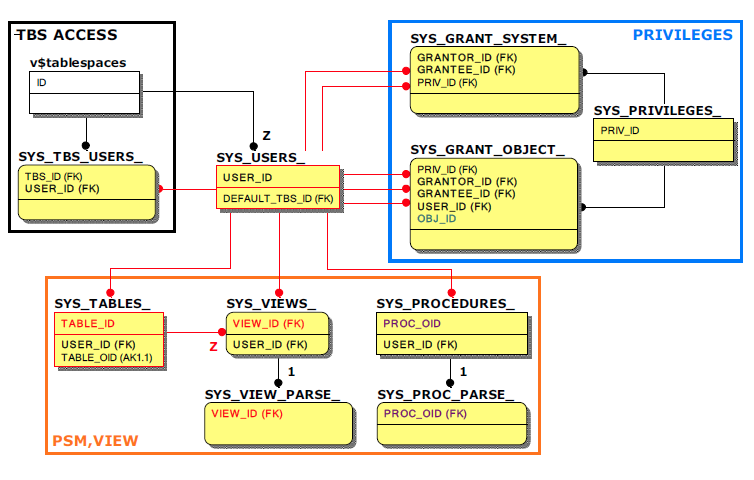 TBS ACCESS
v$tablespaces
ID
SYS_TBS_USERS_
TBS_ID (FK)
USER_ID (FK)
Z
SYS_USERS_
USER_ID
DEFAULT_TBS_ID (FK)
PRIVILEGES
SYS_GRANT_SYSTEM_
GRANTOR_ID (FK)
GRANTEE_ID (FK)
PRIV_ID (FK)
SYS_PRIVILEGES_
PRIV_ID
SYS_GRANT_OBJECT_
PRIV_ID (FK)
GRANTOR_ID (FK)
GRANTEE_ID (FK)
USER_ID (FK)
OBJ_ID
SYS_TABLES_
TABLE_ID
USER_ID (FK)
TABLE_OID (AK1.1)
Z
SYS_VIEWS_
VIEW_ID (FK)
USER_ID (FK)
1
SYS_VIEW_PARSE_
VIEW_ID (FK)
SYS_PROCEDURES_
PROC_OID
USER_ID (FK)
1
SYS_PROC_PARSE_
PROC_OID (FK)
PSM,VIEW